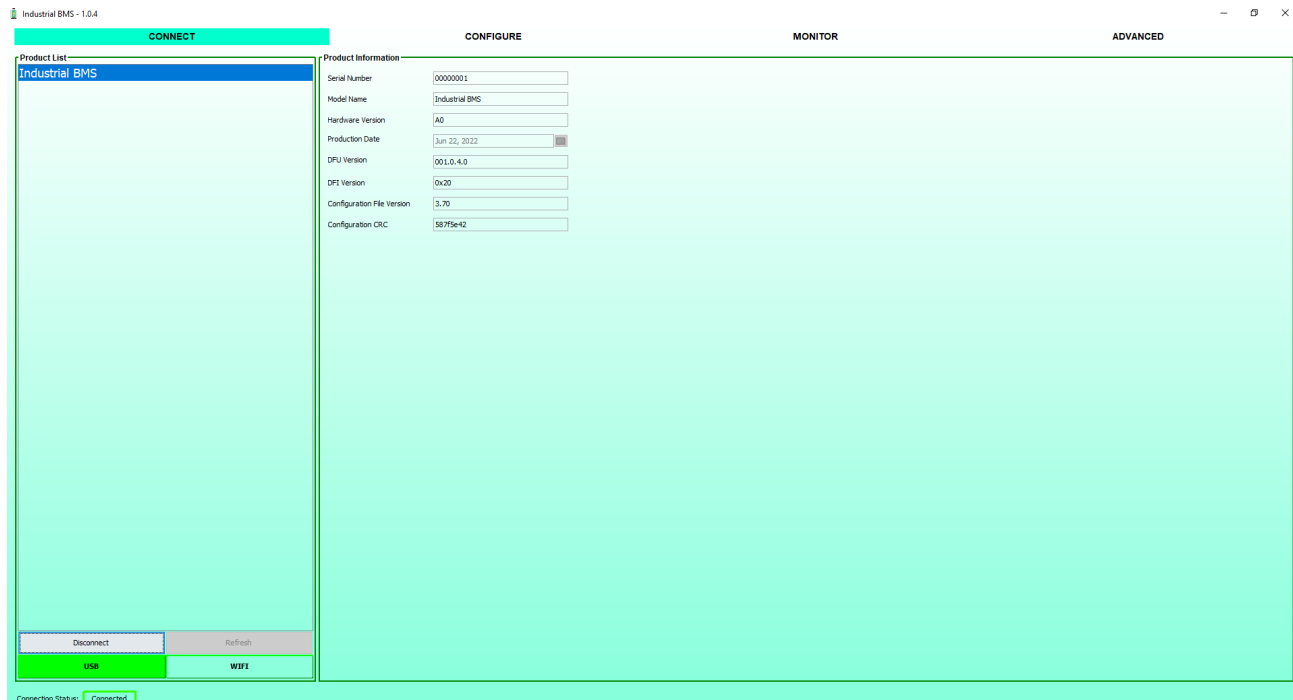 Industrial BMS - 1.0.4
CONNECT CONFIGURE MONITOR ADVANCED
Product List
Industrial BMS
Product Information
Serial Number 00000001
Model Name Industrial BMS
Hardware Version A0
Production Date Jun 22, 2022
DFU Version 001.0.4.0
DFI Version 0x20
Configuration File Version 3.70
Configuration CRC 587f5e42
Disconnect Refresh
USB WIFI
Connection Status: Connected